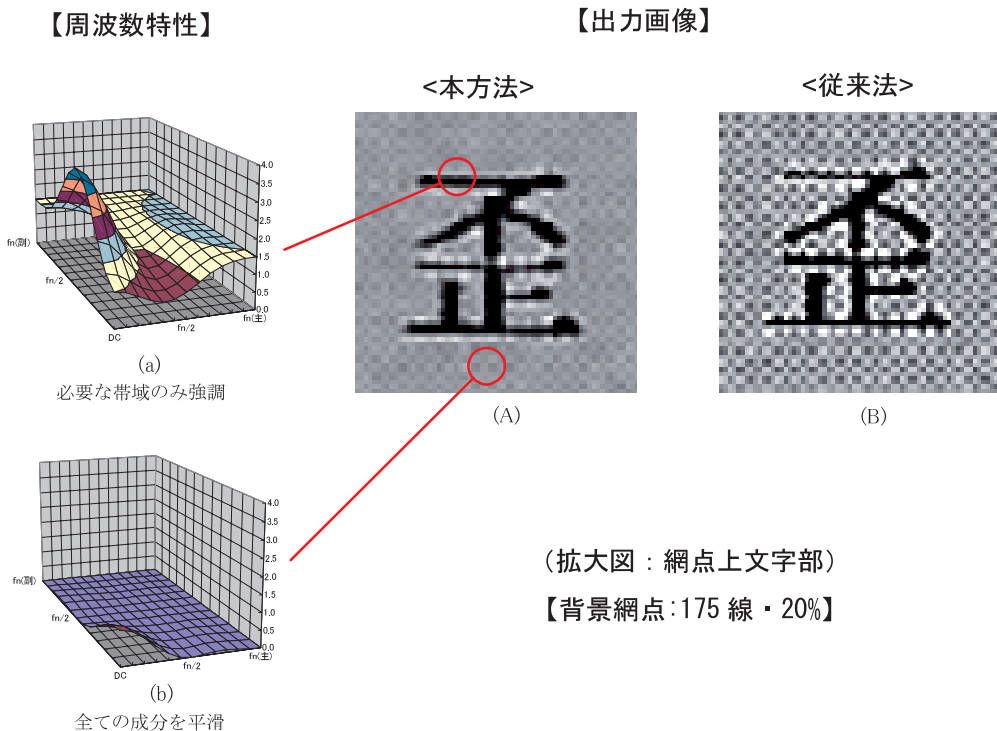 【周波数特性】
【出力画像】
<本方法>
<従来法>
4.0
3.5
3.0
2.5
2.0
1.5
1.0
0.5
0.0
fn(副)
fn/2
DC
fn/2
fn(主)
(a)
必要な帯域のみ強調
歪
(A)
歪
(B)
4.0
3.5
3.0
2.5
2.0
1.5
1.0
0.5
0.0
fn(副)
fn/2
DC
fn/2
fn(主)
(b)
全ての成分を平滑
(拡大図：網点上文字部)
【背景網点:175 線・20%】